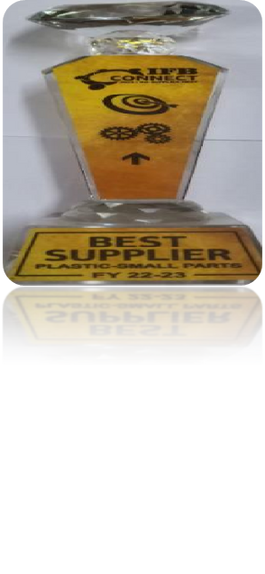 IFB
CONNECT
BEST
SUPPLIER
PLASTIC-SMALL PARTS
FY 22-23